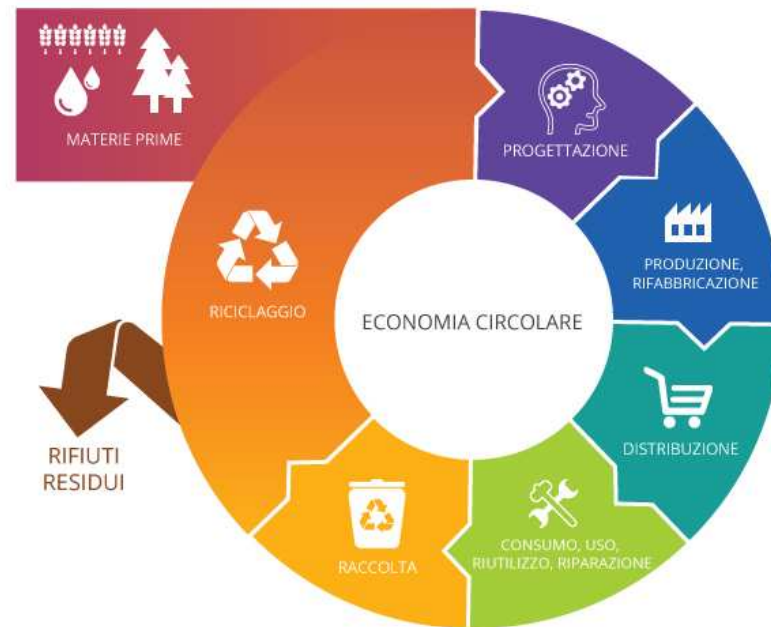 MATERIE PRIME
PROGETTAZIONE
PRODUZIONE,
RIFABBRICAZIONE
RICICLAGGIO
ECONOMIA CIRCOLARE
DISTRIBUZIONE
RIFIUTI
RESIDUI
CONSUMO, USO,
RIUTILIZZO, RIPARAZIONE
RACCOLTA